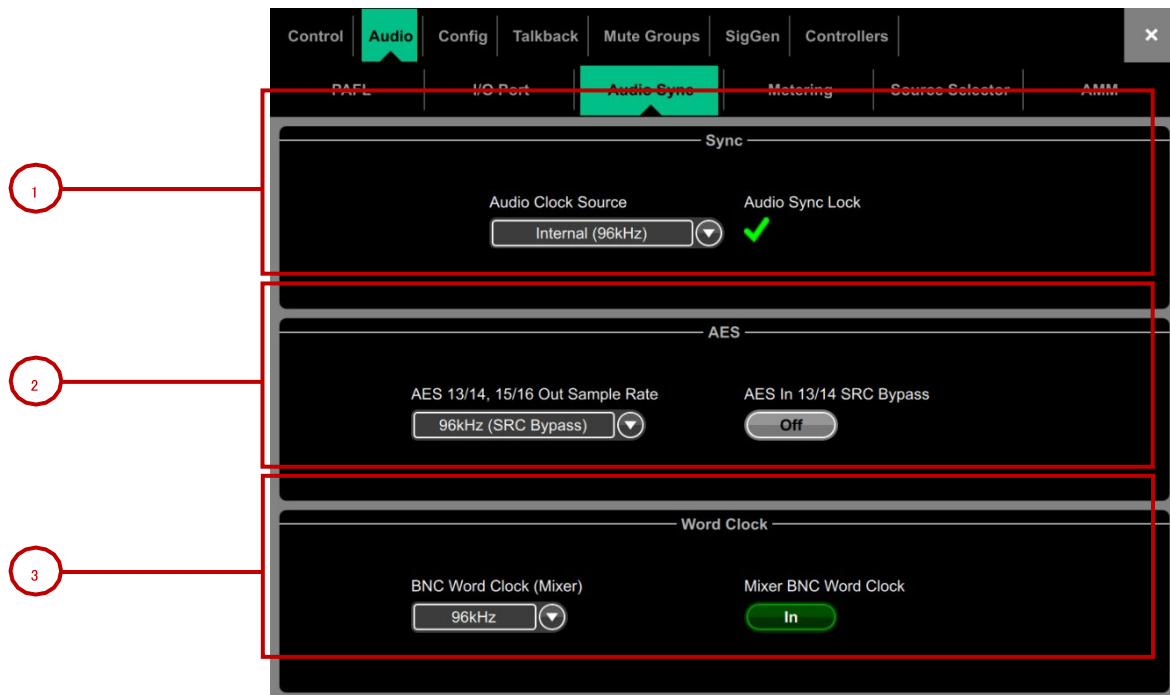 Control Audio Config Talkback Mute Groups SigGen Controllers ×
PAFL I/O Port Audio Sync Metering Source Selector AMM
Sync
1
Audio Clock Source Audio Sync Lock
Internal (96kHz)
AES
2
AES 13/14, 15/16 Out Sample Rate AES In 13/14 SRC Bypass
96kHz (SRC Bypass) Off
Word Clock
3
BNC Word Clock (Mixer) Mixer BNC Word Clock
96kHz In